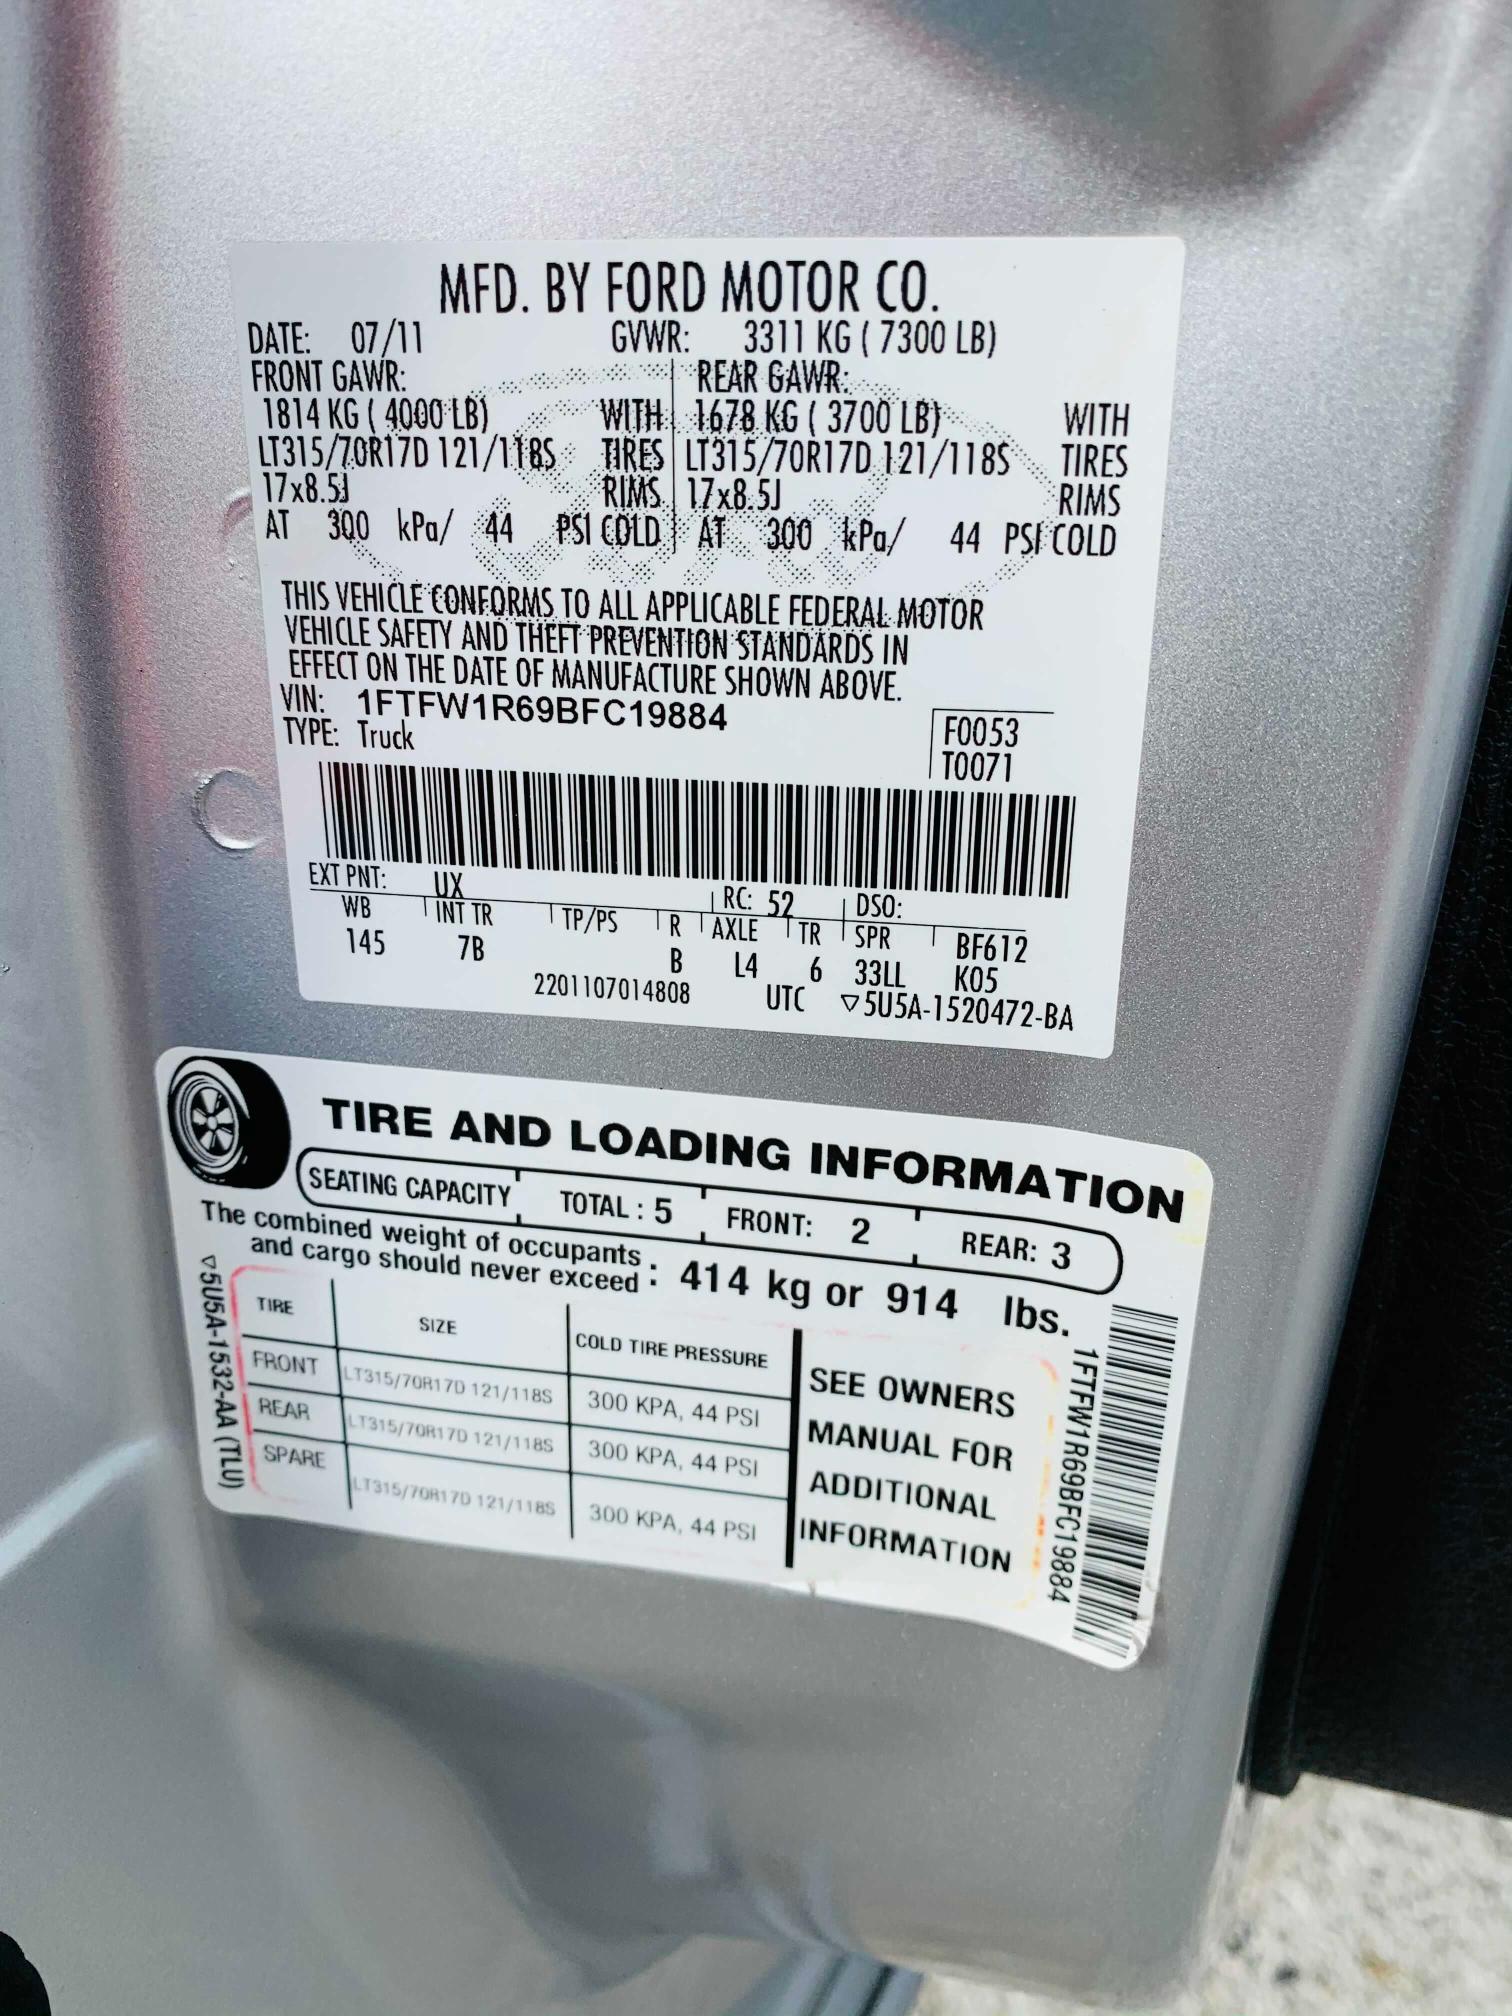 MFD. BY FORD MOTOR CO.
DATE: 07/11 GVWR: 3311 KG ( 7300 LB)
FRONT GAWR: REAR GAWR:
1814 KG ( 4000 LB) WITH 1678 KG ( 3700 LB) WITH
LT315/70R17D 121/118S TIRES LT315/70R17D 121/118S TIRES
17x8.5J RIMS 17x8.5J RIMS
AT 300 kPa/ 44 PSI COLD AT 300 kPa/ 44 PSI COLD
THIS VEHICLE CONFORMS TO ALL APPLICABLE FEDERAL MOTOR
VEHICLE SAFETY AND THEFT PREVENTION STANDARDS IN
EFFECT ON THE DATE OF MANUFACTURE SHOWN ABOVE.
VIN: 1FTFW1R69BFC19884
TYPE: Truck
F0053
T0071
EXT PNT: UX RC: 52 DSO:
WB INT TR TP/PS R AXLE TR SPR BF612
145 7B B L4 6 33LL K05
2201107014808 UTC ▽5U5A-1520472-BA
TIRE AND LOADING INFORMATION
SEATING CAPACITY TOTAL : 5 FRONT: 2 REAR: 3
The combined weight of occupants
and cargo should never exceed : 414 kg or 914 lbs.
TIRE SIZE COLD TIRE PRESSURE
FRONT LT315/70R17D 121/118S 300 KPA, 44 PSI
REAR LT315/70R17D 121/118S 300 KPA, 44 PSI
SPARE LT315/70R17D 121/118S 300 KPA, 44 PSI
SEE OWNERS
MANUAL FOR
ADDITIONAL
INFORMATION
▽5U5A-1532-AA (TLU)
1FTFW1R69BFC19884